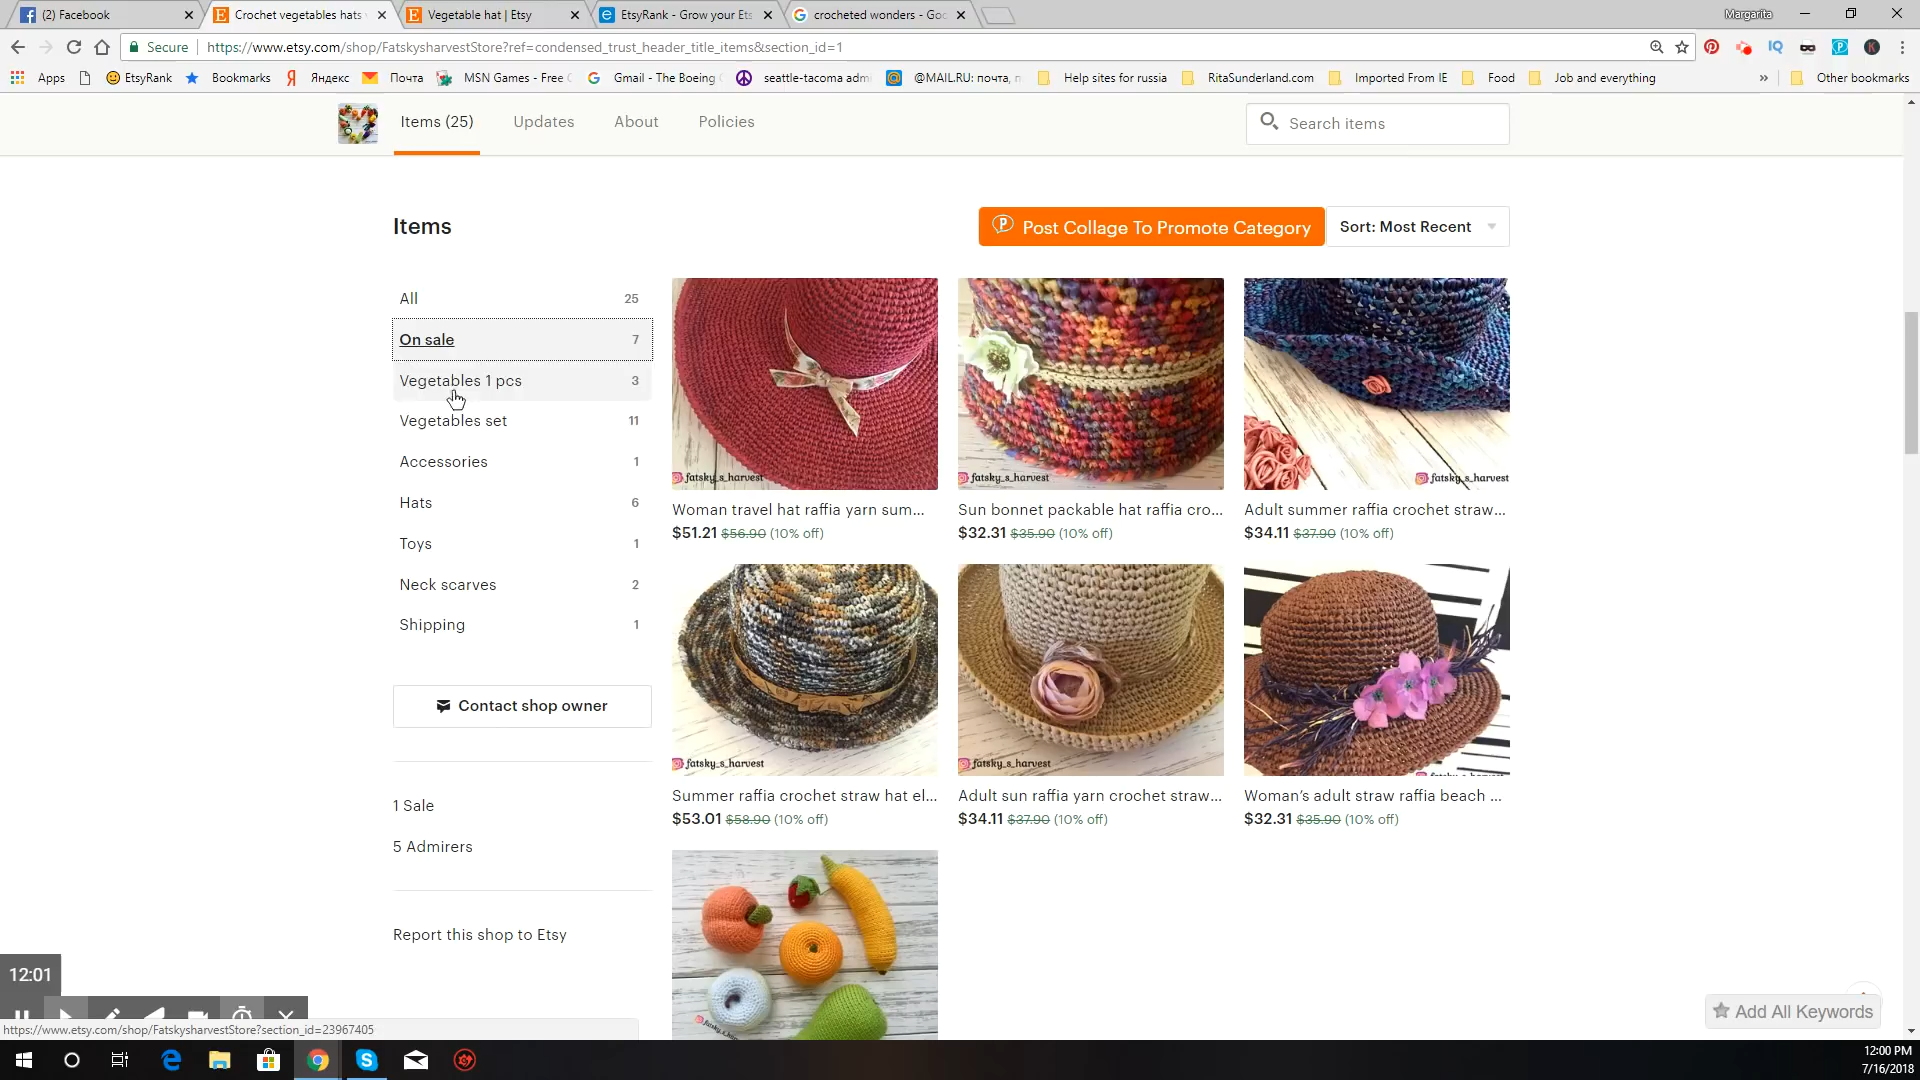 (2) Facebook
Crochet vegetables hats
Vegetable hat | Etsy
EtsyRank - Grow your Ets
crocheted wonders - Goo
Margarita
Secure
https://www.etsy.com/shop/FatskysharvestStore?ref=condensed_trust_header_title_items&section_id=1
Apps
EtsyRank
Bookmarks
Яндекс
Почта
MSN Games - Free
Gmail - The Boeing
seattle-tacoma adm
@MAIL.RU: почта,
Help sites for russia
RitaSunderland.com
Imported From IE
Food
Job and everything
»
Other bookmarks
Items (25)
Updates
About
Policies
Search items
Items
Post Collage To Promote Category
Sort: Most Recent
All 25
On sale 7
Vegetables 1 pcs 3
Vegetables set 11
Accessories 1
Hats 6
Toys 1
Neck scarves 2
Shipping 1
Contact shop owner
1 Sale
5 Admirers
Report this shop to Etsy
fatsky_s_harvest
fatsky_s_harvest
fatsky_s_harvest
Woman travel hat raffia yarn sum...
$51.21 $56.90 (10% off)
Sun bonnet packable hat raffia cro...
$32.31 $35.90 (10% off)
Adult summer raffia crochet straw...
$34.11 $37.90 (10% off)
fatsky_s_harvest
fatsky_s_harvest
Summer raffia crochet straw hat el...
$53.01 $58.90 (10% off)
Adult sun raffia yarn crochet straw...
$34.11 $37.90 (10% off)
Woman's adult straw raffia beach ...
$32.31 $35.90 (10% off)
12:01
Add All Keywords
https://www.etsy.com/shop/FatskysharvestStore?section_id=23967405
12:00 PM
7/16/2018